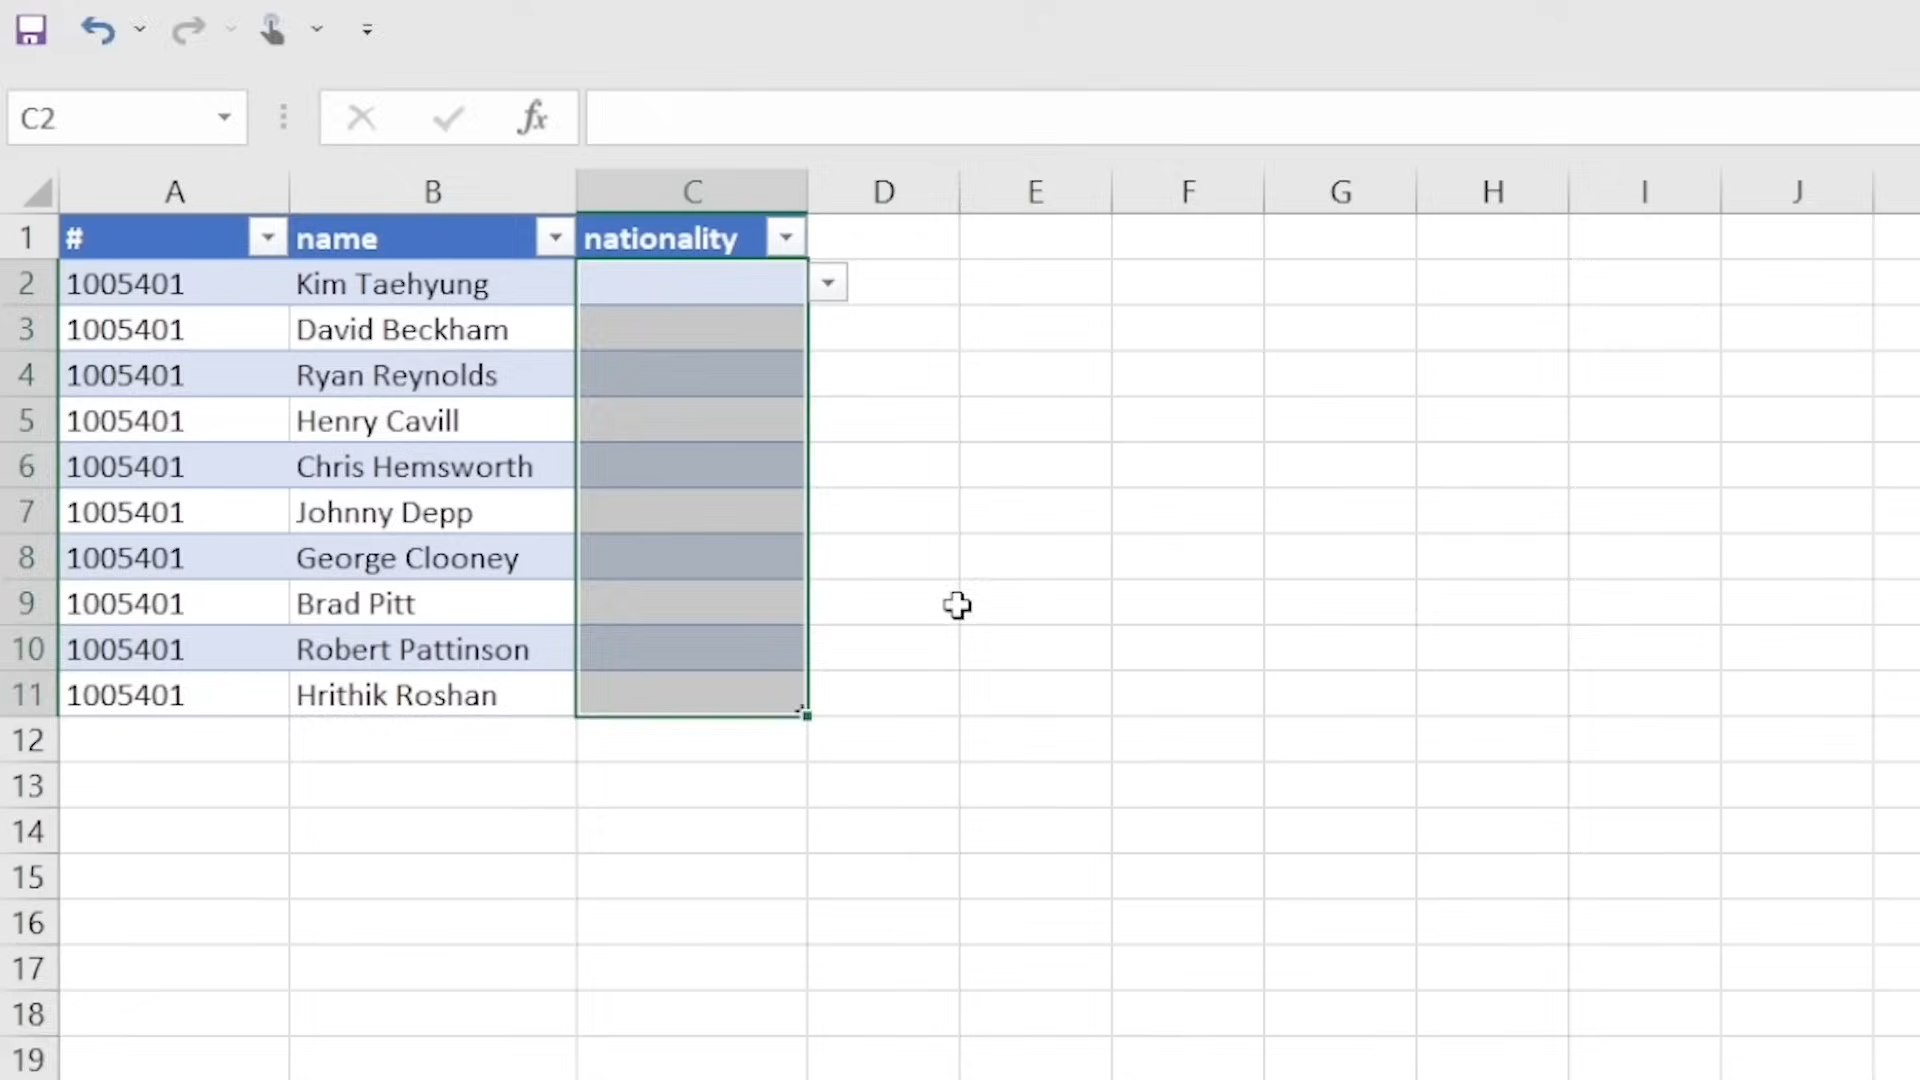 C2
fx
A B C D E F G H I J
1 # name nationality
2 1005401 Kim Taehyung
3 1005401 David Beckham
4 1005401 Ryan Reynolds
5 1005401 Henry Cavill
6 1005401 Chris Hemsworth
7 1005401 Johnny Depp
8 1005401 George Clooney
9 1005401 Brad Pitt
10 1005401 Robert Pattinson
11 1005401 Hrithik Roshan
12
13
14
15
16
17
18
19